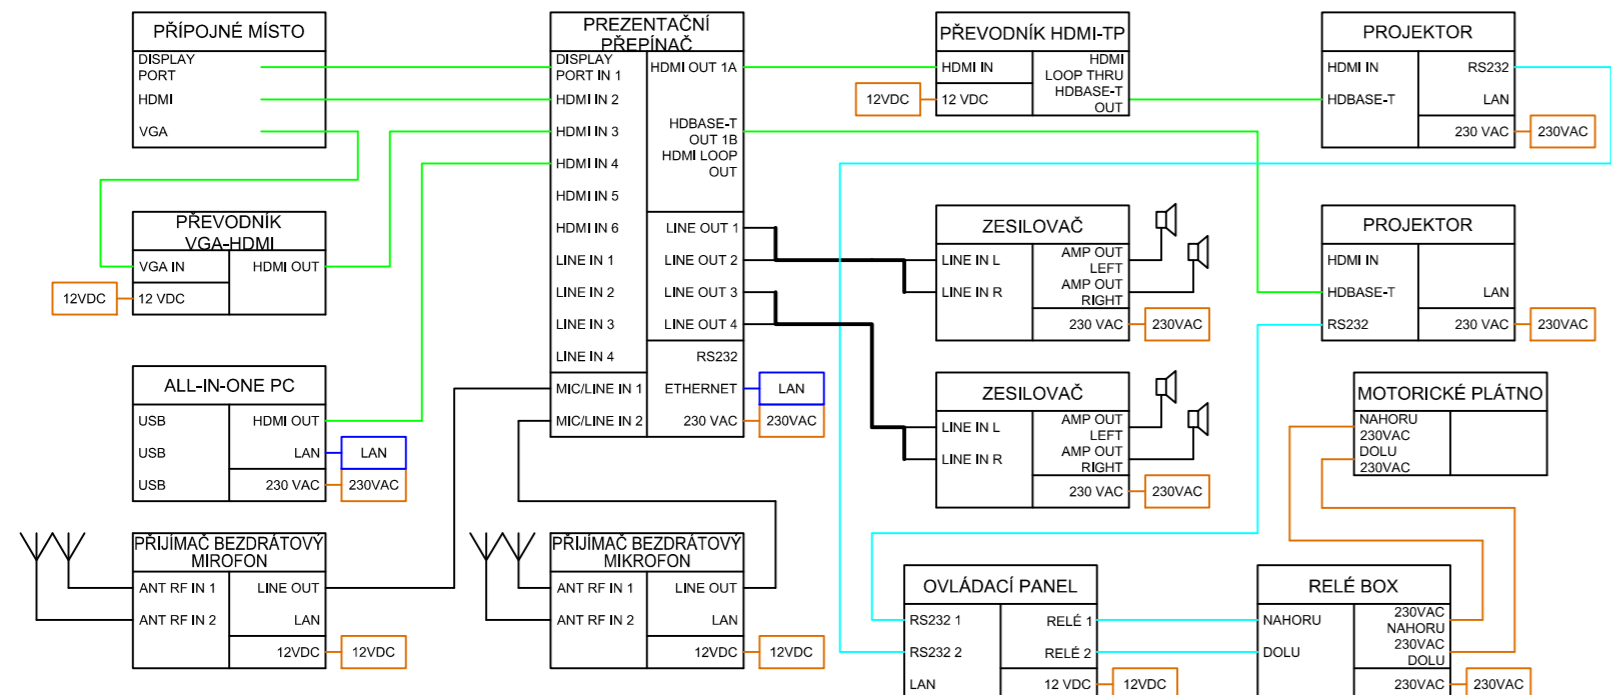 PŘÍPOJNÉ MÍSTO
DISPLAY
PORT
HDMI
VGA
PŘEVODNÍK
VGA-HDMI
VGA IN
HDMI OUT
12VDC
12 VDC
ALL-IN-ONE PC
USB
HDMI OUT
USB
LAN
LAN
USB
230 VAC
230VAC
PŘIJÍMAČ BEZDRÁTOVÝ
MIROFON
ANT RF IN 1
LINE OUT
ANT RF IN 2
LAN
12VDC
12VDC
PREZENTAČNÍ
PŘEPÍNAČ
DISPLAY
PORT IN 1
HDMI IN 2
HDMI IN 3
HDMI IN 4
HDMI IN 5
HDMI IN 6
LINE IN 1
LINE IN 2
LINE IN 3
LINE IN 4
MIC/LINE IN 1
MIC/LINE IN 2
HDMI OUT 1A
HDBASE-T
OUT 1B
HDMI LOOP
OUT
LINE OUT 1
LINE OUT 2
LINE OUT 3
LINE OUT 4
RS232
ETHERNET
LAN
230 VAC
230VAC
PŘIJÍMAČ BEZDRÁTOVÝ
MIKROFON
ANT RF IN 1
LINE OUT
ANT RF IN 2
LAN
12VDC
12VDC
PŘEVODNÍK HDMI-TP
HDMI IN
HDMI
LOOP THRU
HDBASE-T
OUT
12VDC
12 VDC
ZESILOVAČ
LINE IN L
LINE IN R
AMP OUT
LEFT
AMP OUT
RIGHT
230 VAC
230VAC
ZESILOVAČ
LINE IN L
LINE IN R
AMP OUT
LEFT
AMP OUT
RIGHT
230 VAC
230VAC
OVLÁDACÍ PANEL
RS232 1
RELÉ 1
RS232 2
RELÉ 2
LAN
12 VDC
12VDC
PROJEKTOR
HDMI IN
RS232
HDBASE-T
LAN
230 VAC
230VAC
PROJEKTOR
HDMI IN
HDBASE-T
LAN
RS232
230 VAC
230VAC
MOTORICKÉ PLÁTNO
NAHORU
230VAC
DOLU
230VAC
RELÉ BOX
NAHORU
DOLU
230VAC
NAHORU
230VAC
DOLU
230VAC
230VAC